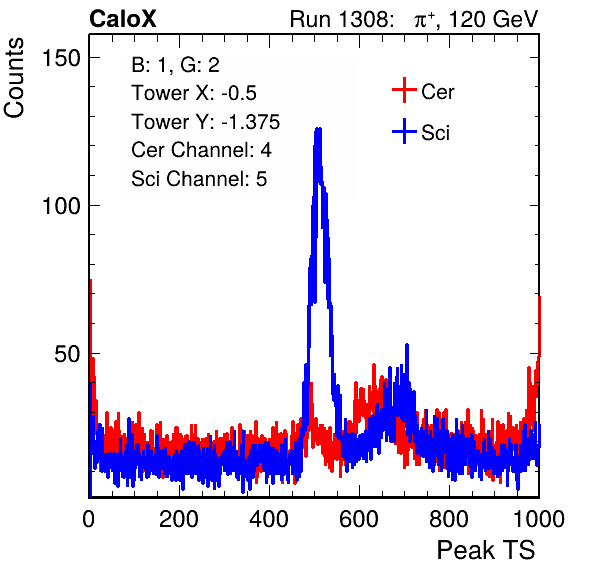 CaloX Run 1308: π⁺, 120 GeV
B: 1, G: 2
Tower X: -0.5
Tower Y: -1.375
Cer Channel: 4
Sci Channel: 5
Cer
Sci
Counts
150
100
50
0 200 400 600 800 1000
Peak TS